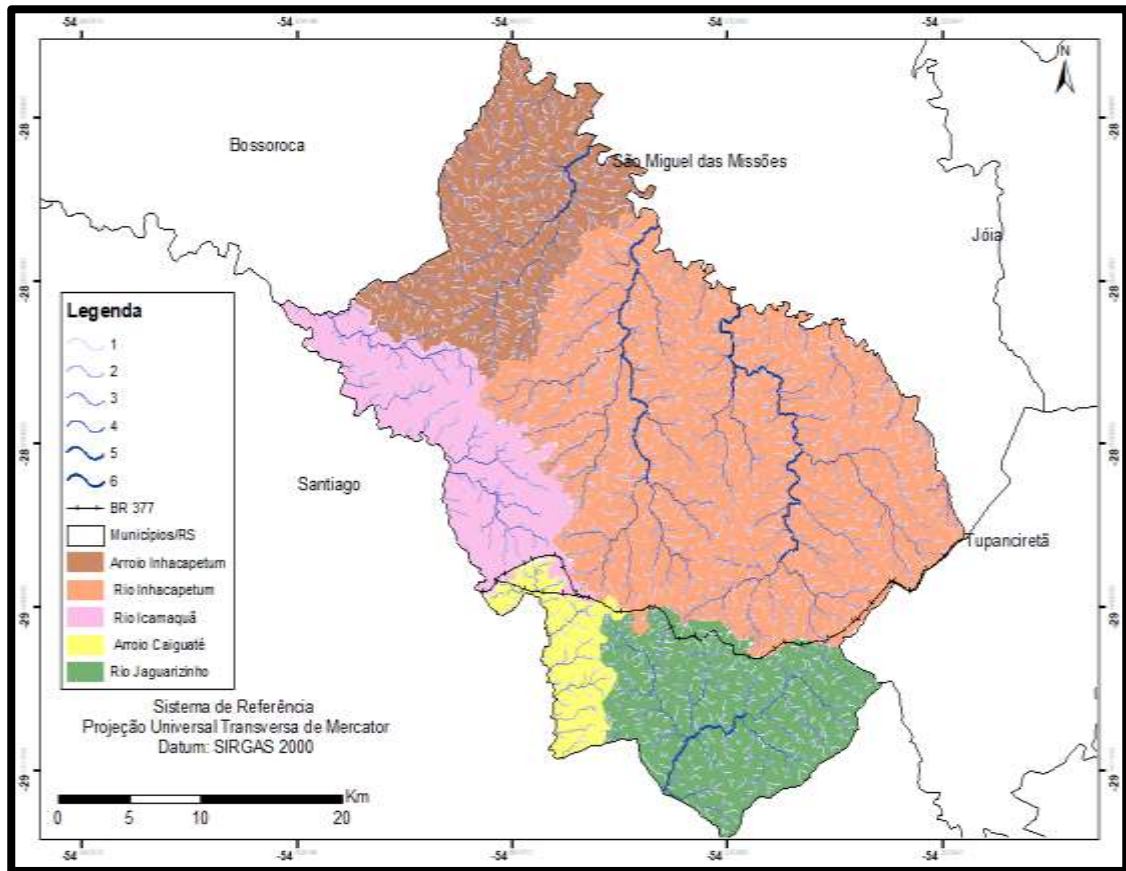 -54 -54 -54 -54 -54
N
-28 -28
Bossoroca
São Miguel das Missões
Jóia
-28 -28
Legenda
1
2
3
4
5
6
BR 377
Municípios/RS
Arroio Inhacapetum
Rio Inhacapetum
Rio Icamaquã
Arroio Caiguaté
Rio Jaguarizinho
-28 -28
Santiago
Tupanciretã
-29 -29
Sistema de Referência
Projeção Universal Transversa de Mercator
Datum: SIRGAS 2000
-29 -29
Km
0 5 10 20
-54 -54 -54 -54 -54